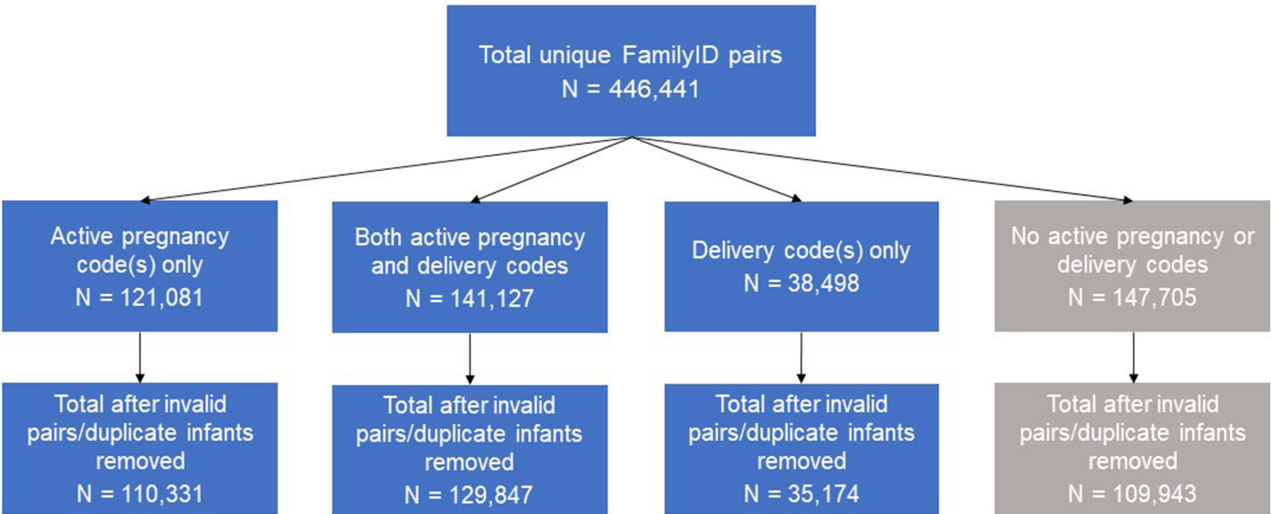 Total unique FamilyID pairs
N = 446,441
Active pregnancy
code(s) only
N = 121,081
Both active pregnancy
and delivery codes
N = 141,127
Delivery code(s) only
N = 38,498
No active pregnancy or
delivery codes
N = 147,705
Total after invalid
pairs/duplicate infants
removed
N = 110,331
Total after invalid
pairs/duplicate infants
removed
N = 129,847
Total after invalid
pairs/duplicate infants
removed
N = 35,174
Total after invalid
pairs/duplicate infants
removed
N = 109,943